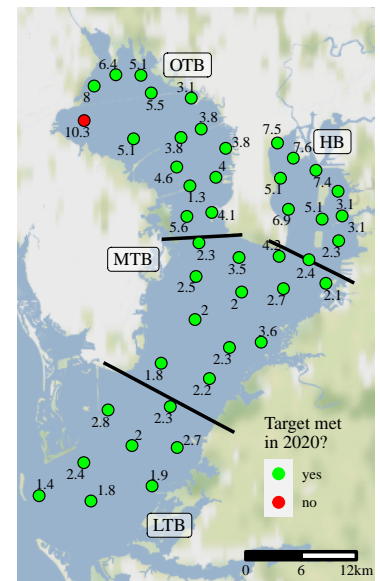 6.4 5.1
OTB
8
5.5 3.1
10.3
3.8
5.1 3.8 3.8
7.5 HB
7.6
4.6 4
5.1 7.4
1.3
5.6 4.1
6.9 5.1 3.1
3.1
MTB
2.3
4.2 2.3
3.5 2.4
2.5 2 2.7 2.1
2
3.6
2.3
1.8
2.2
2.8 2.3
Target met
in 2020?
2 2.7
2.4
yes
1.4 1.8 1.9
no
LTB
0 6 12km